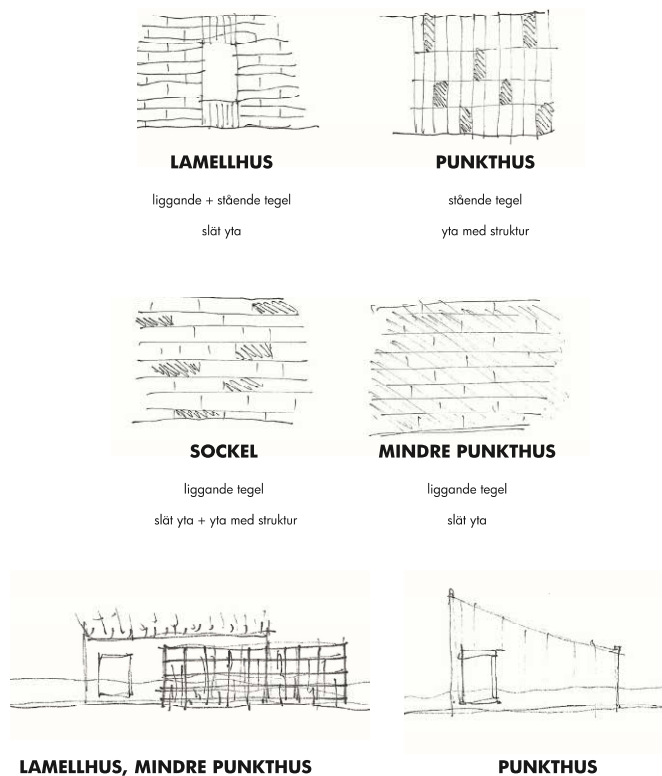 LAMELLHUS
PUNKTHUS
liggande + stående tegel
stående tegel
slät yta
yta med struktur
SOCKEL
MINDRE PUNKTHUS
liggande tegel
liggande tegel
slät yta + yta med struktur
slät yta
LAMELLHUS, MINDRE PUNKTHUS
PUNKTHUS